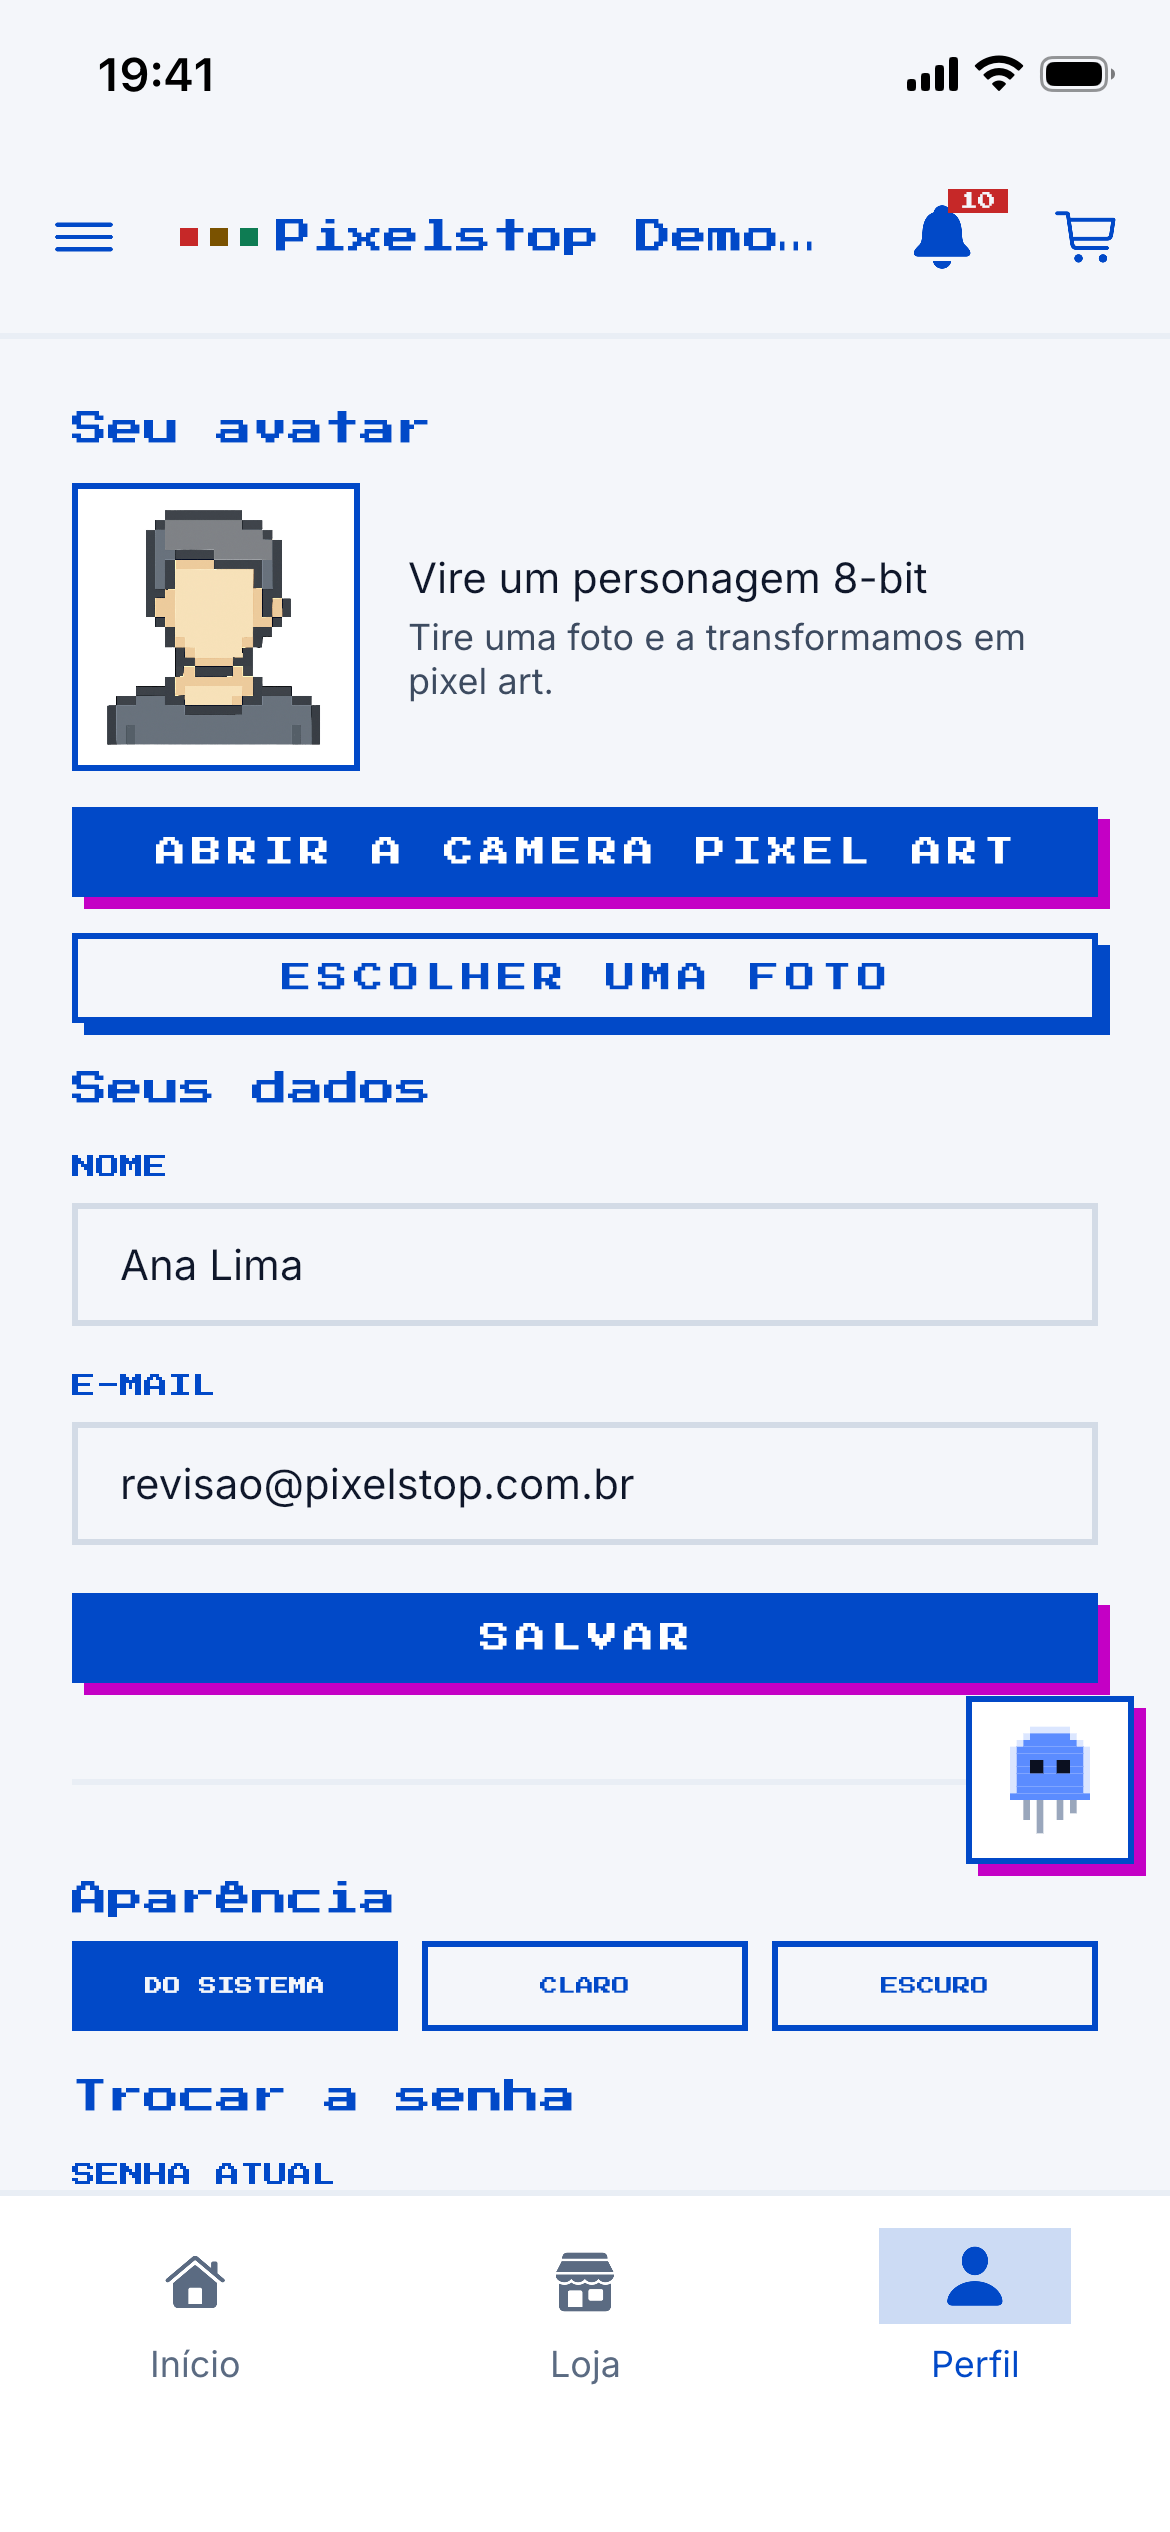 19:41
Pixelstop Demo...
10
Seu avatar
Vire um personagem 8-bit
Tire uma foto e a transformamos em
pixel art.
ABRIR A CÂMERA PIXEL ART
ESCOLHER UMA FOTO
Seus dados
NOME
Ana Lima
E-MAIL
revisao@pixelstop.com.br
SALVAR
Aparência
DO SISTEMA
CLARO
ESCURO
Trocar a senha
SENHA ATUAL
Início
Loja
Perfil